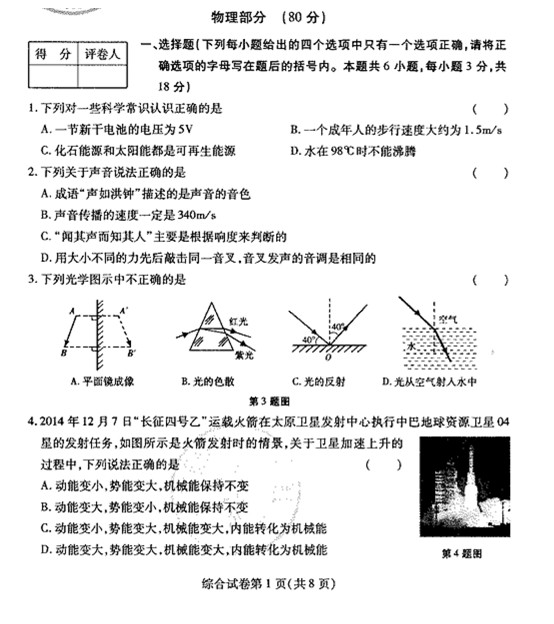 物理部分 (80分)
得 分 评卷人
一、选择题(下列每小题给出的四个选项中只有一个选项正确,请将正
确选项的字母写在题后的括号内。本题共6小题,每小题3分,共
18分)
1.下列对一些科学常识认识正确的是 ( )
A.一节新干电池的电压为5V B.一个成年人的步行速度大约为1.5m/s
C.化石能源和太阳能都是可再生能源 D.水在98℃时不能沸腾
2.下列关于声音说法正确的是 ( )
A.成语“声如洪钟”描述的是声音的音色
B.声音传播的速度一定是340m/s
C.“闻其声而知其人”主要是根据响度来判断的
D.用大小不同的力先后敲击同一音叉,音叉发声的音调是相同的
3.下列光学图示中不正确的是 ( )
A A′
B B′
红光
紫光
40° 40°
O
空气
水
A.平面镜成像 B.光的色散 C.光的反射 D.光从空气射入水中
第3题图
4.2014年12月7日“长征四号乙”运载火箭在太原卫星发射中心执行中巴地球资源卫星04
星的发射任务,如图所示是火箭发射时的情景,关于卫星加速上升的
过程中,下列说法正确的是 ( )
A.动能变小,势能变大,机械能保持不变
B.动能变大,势能变小,机械能保持不变
C.动能变小,势能变大,机械能变大,内能转化为机械能
D.动能变大,势能变大,机械能变大,内能转化为机械能
第4题图
综合试卷第1页(共8页)